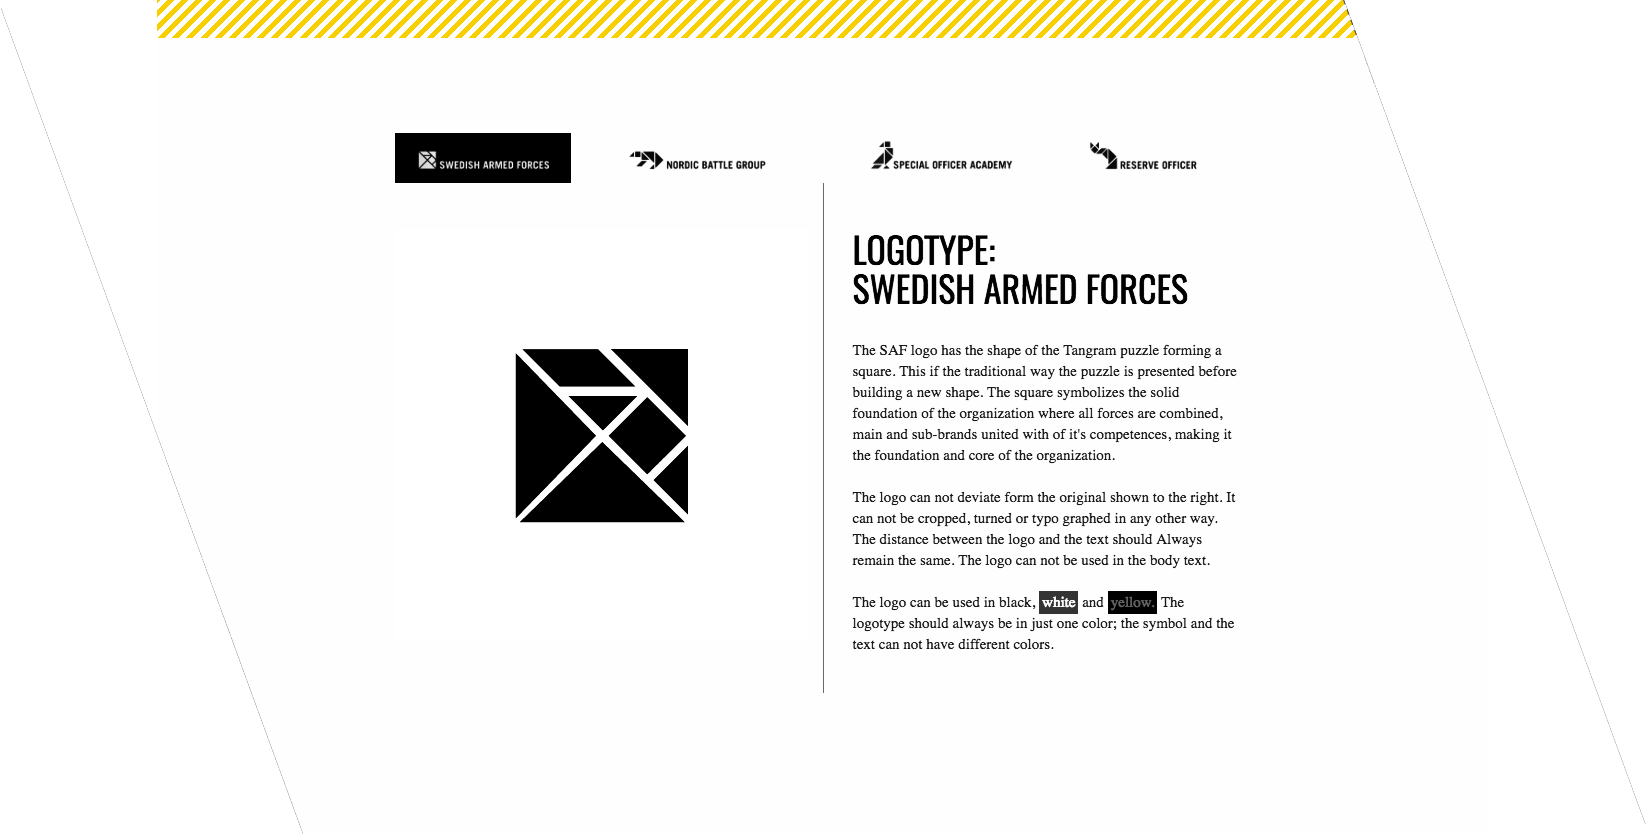 SWEDISH ARMED FORCES
NORDIC BATTLE GROUP
SPECIAL OFFICER ACADEMY
RESERVE OFFICER
LOGOTYPE:
SWEDISH ARMED FORCES
The SAF logo has the shape of the Tangram puzzle forming a
square. This if the traditional way the puzzle is presented before
building a new shape. The square symbolizes the solid
foundation of the organization where all forces are combined,
main and sub-brands united with of it's competences, making it
the foundation and core of the organization.
The logo can not deviate form the original shown to the right. It
can not be cropped, turned or typo graphed in any other way.
The distance between the logo and the text should Always
remain the same. The logo can not be used in the body text.
The logo can be used in black, white and yellow. The
logotype should always be in just one color; the symbol and the
text can not have different colors.